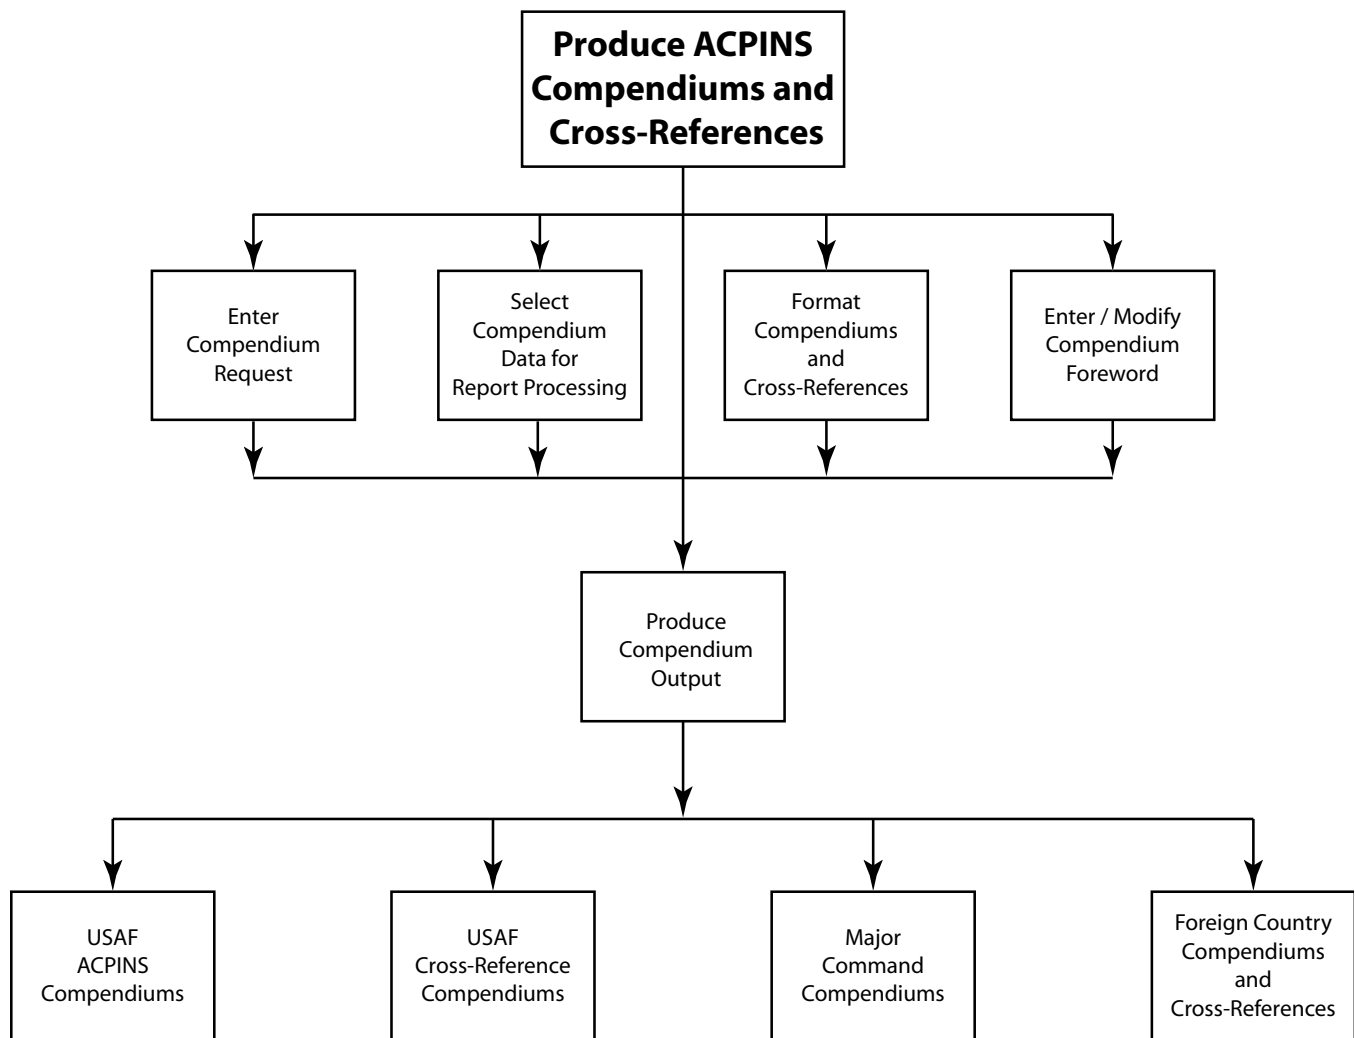 Produce ACPINS
Compendiums and
Cross-References
Enter
Compendium
Request
Select
Compendium
Data for
Report Processing
Format
Compendiums
and
Cross-References
Enter / Modify
Compendium
Foreword
Produce
Compendium
Output
USAF
ACPINS
Compendiums
USAF
Cross-Reference
Compendiums
Major
Command
Compendiums
Foreign Country
Compendiums
and
Cross-References